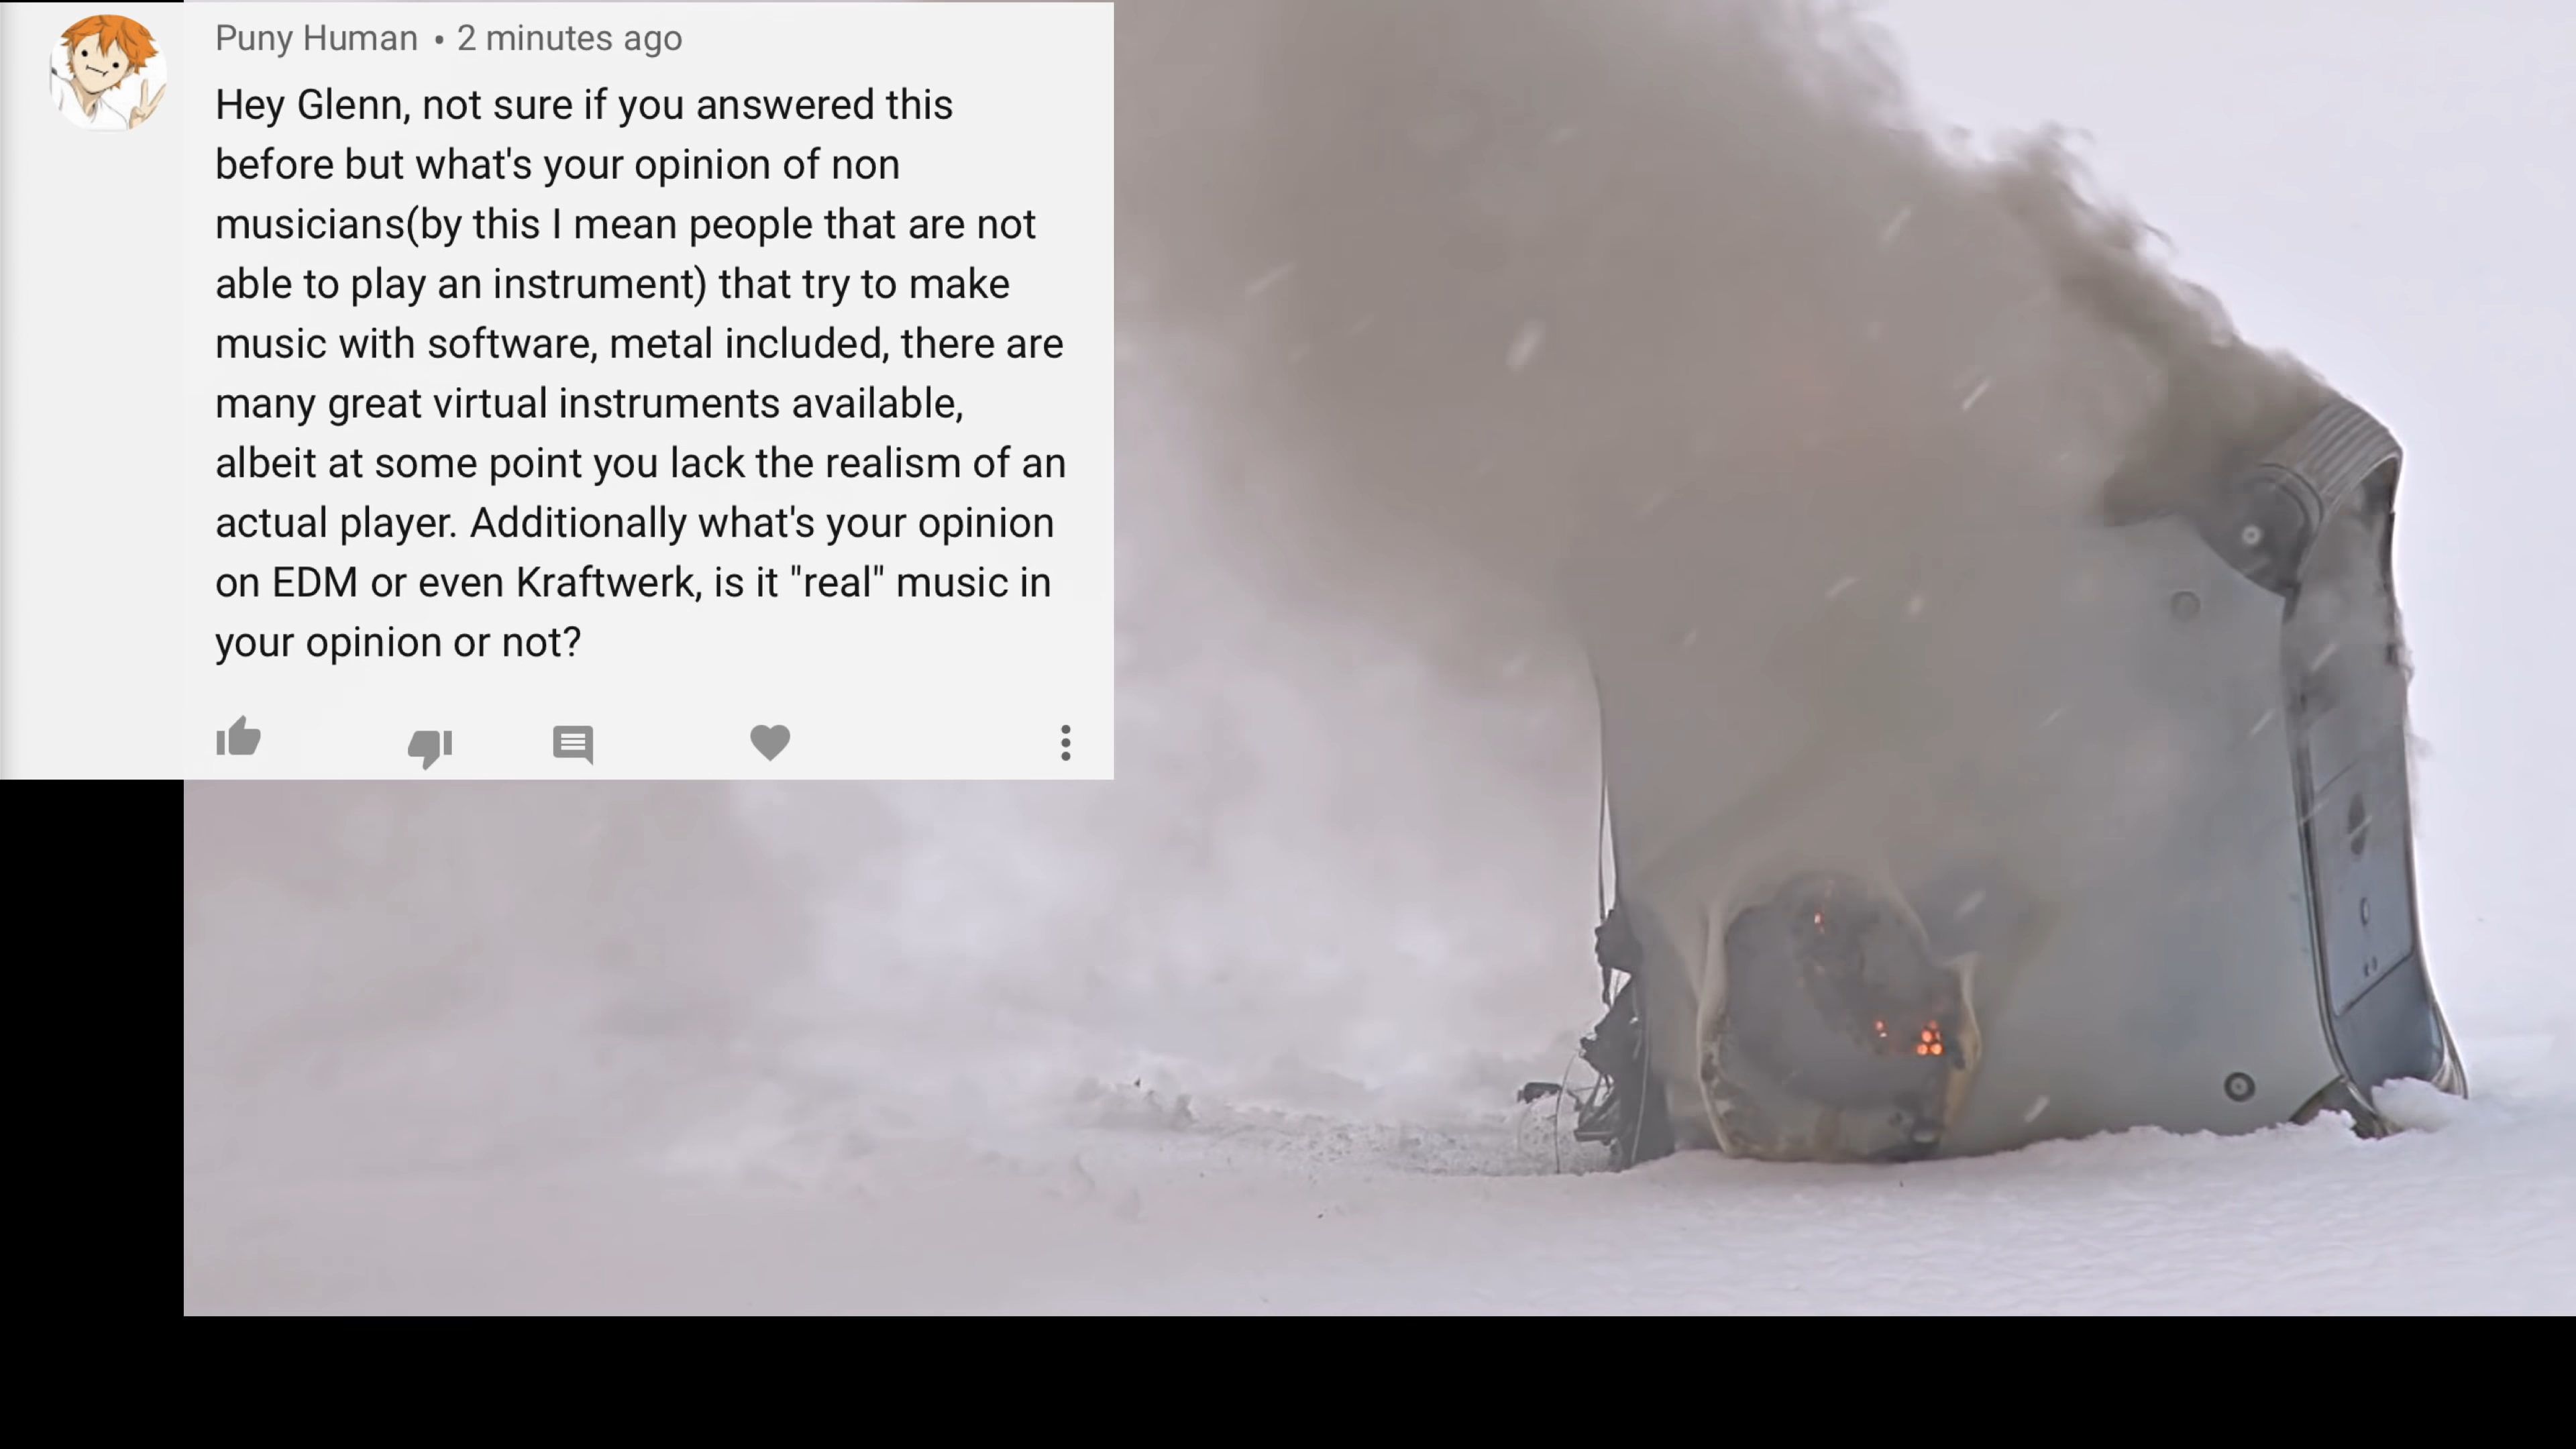 Puny Human • 2 minutes ago
Hey Glenn, not sure if you answered this
before but what's your opinion of non
musicians(by this I mean people that are not
able to play an instrument) that try to make
music with software, metal included, there are
many great virtual instruments available,
albeit at some point you lack the realism of an
actual player. Additionally what's your opinion
on EDM or even Kraftwerk, is it "real" music in
your opinion or not?